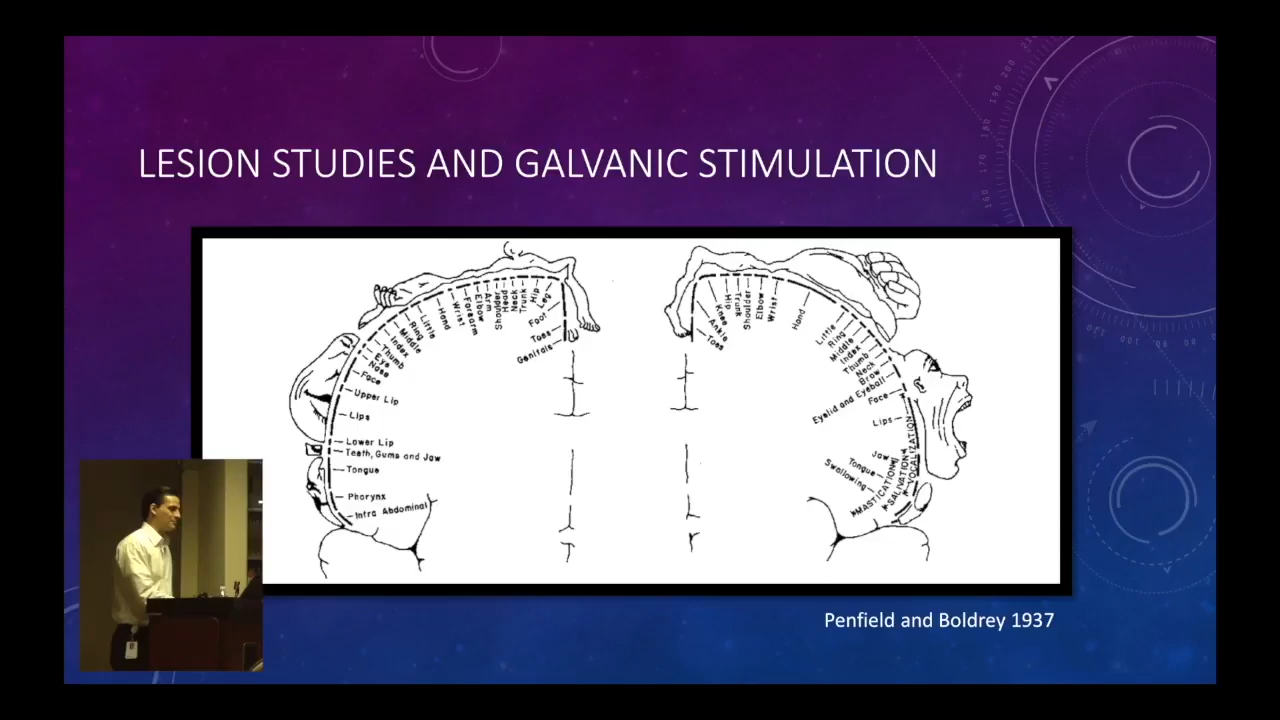 LESION STUDIES AND GALVANIC STIMULATION
Genitals
Toes
Foot
Leg
Hip
Trunk
Neck
Head
Shoulder
Arm
Elbow
Forearm
Wrist
Hand
Little
Ring
Middle
Index
Thumb
Eye
Nose
Face
Upper Lip
Lips
Lower Lip
Teeth, Gums and Jaw
Tongue
Pharynx
Intra Abdominal
Toes
Ankle
Knee
Hip
Trunk
Shoulder
Elbow
Wrist
Hand
Little
Ring
Middle
Index
Thumb
Neck
Brow
Eyelid and Eyeball
Face
Lips
Jaw
Tongue
Swallowing
MASTICATION
SALIVATION
VOCALIZATION
Penfield and Boldrey 1937